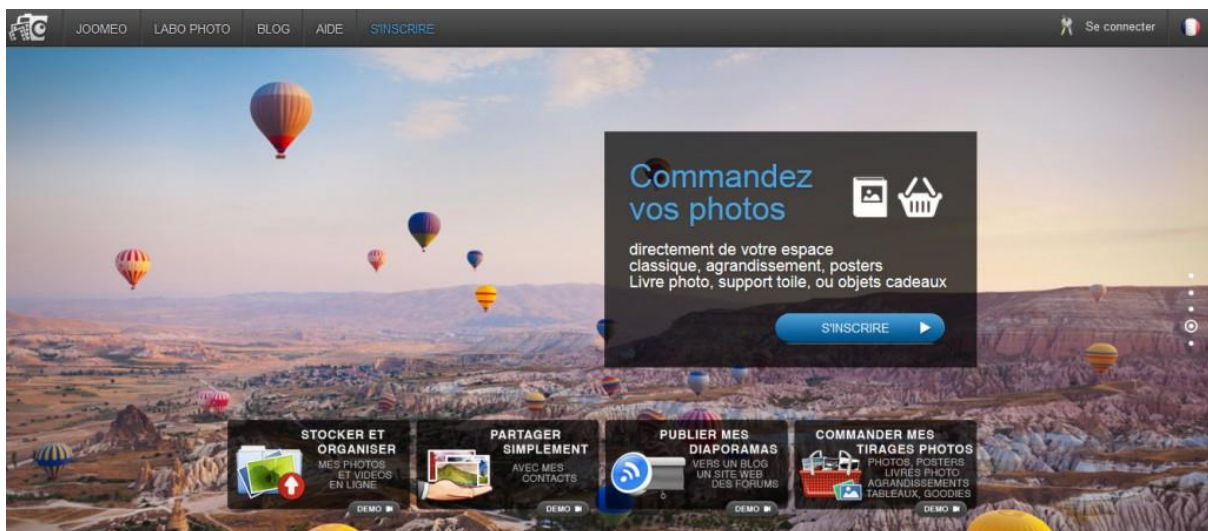 JOOMEO
LABO PHOTO
BLOG
AIDE
S'INSCRIRE
Se connecter
Commandez
vos photos
directement de votre espace
classique, agrandissement, posters
Livre photo, support toile, ou objets cadeaux
S'INSCRIRE
STOCKER ET
ORGANISER
MES PHOTOS
ET VIDEOS
EN LIGNE
DEMO
PARTAGER
SIMPLEMENT
AVEC MES
CONTACTS
DEMO
PUBLIER MES
DIAPORAMAS
VERS UN BLOG
UN SITE WEB
DES FORUMS
DEMO
COMMANDER MES
TIRAGES PHOTOS
PHOTOS, POSTERS
LIVRES PHOTO
AGRANDISSEMENTS
TABLEAUX, GOODIES
DEMO